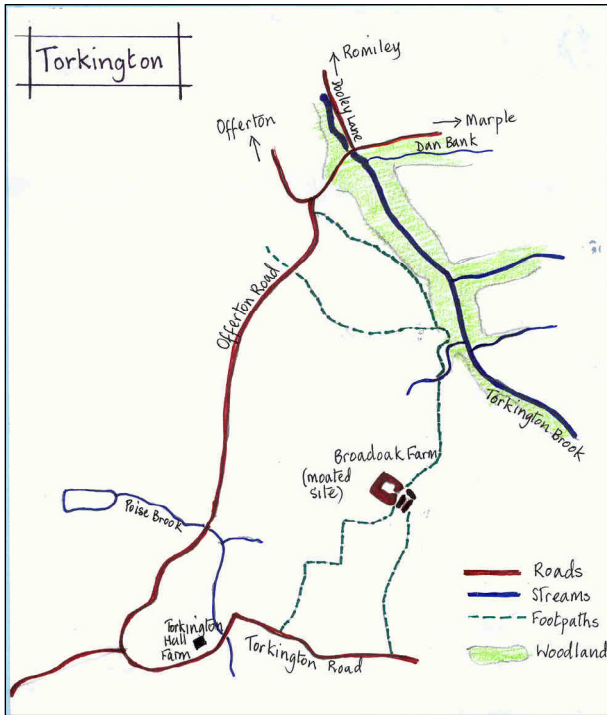 Torkington
Romiley
Dooley Lane
Offerton
Marple
Dan Bank
Offerton Road
Torkington Brook
Broadoak Farm
(moated
site)
Poise Brook
Torkington
Hall
Farm
Torkington Road
Roads
Streams
Footpaths
Woodland